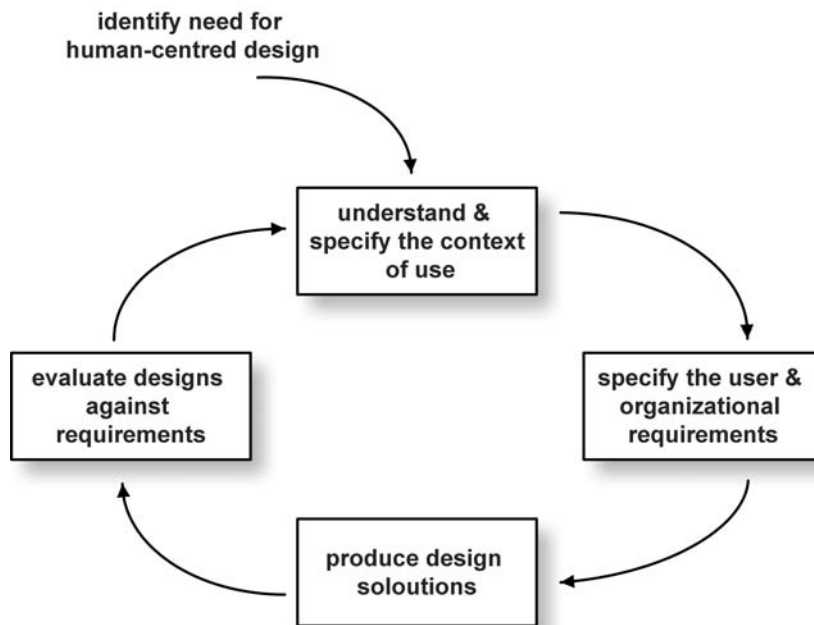 identify need for
human-centred design
understand &
specify the context
of use
specify the user &
organizational
requirements
produce design
soloutions
evaluate designs
against
requirements